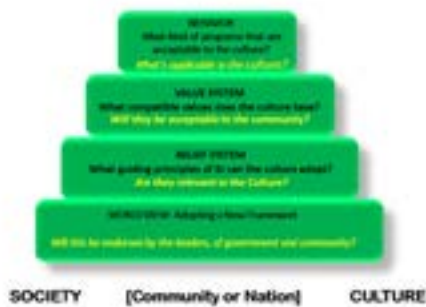 BEHAVIOR
What kind of programs that are
acceptable to the culture?
What's applicable to the Culture?
VALUE SYSTEM
What compatible values does the culture have?
Will they be acceptable to the community?
BELIEF SYSTEM
What guiding principles of can the culture adopt?
Are they relevant to the Culture?
WORLDVIEW: Adopting a New Framework
Will this be by the leaders, of government and community?
SOCIETY [Community or Nation] CULTURE